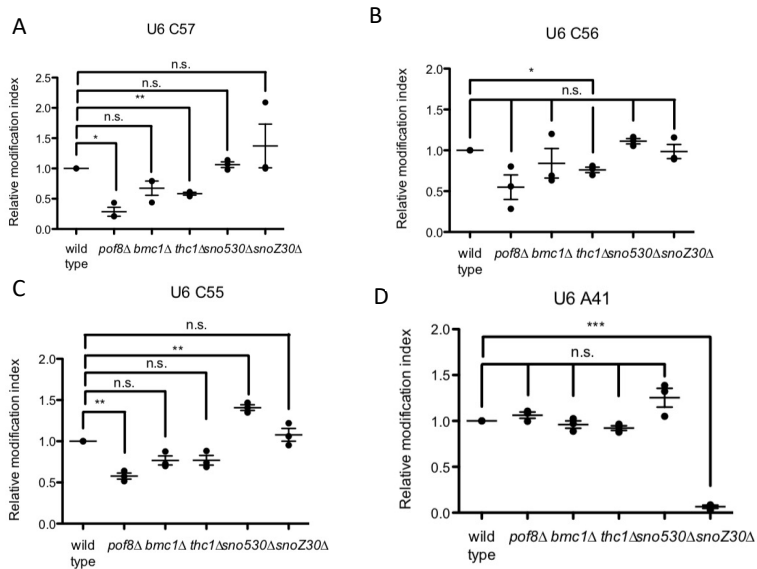 A
U6 C57
n.s.
n.s.
**
n.s.
*
Relative modification index
2.5
2.0
1.5
1.0
0.5
0.0
wild type
pof8Δ bmc1Δ thc1Δ sno530Δ snoZ30Δ
B
U6 C56
*
n.s.
Relative modification index
2.0
1.5
1.0
0.5
0.0
wild type
pof8Δ bmc1Δ thc1Δ sno530Δ snoZ30Δ
C
U6 C55
n.s.
**
n.s.
n.s.
**
Relative modification index
2.0
1.5
1.0
0.5
0.0
wild type
pof8Δ bmc1Δ thc1Δ sno530Δ snoZ30Δ
D
U6 A41
***
n.s.
Relative modification index
2.0
1.5
1.0
0.5
0.0
wild type
pof8Δ bmc1Δ thc1Δ sno530Δ snoZ30Δ